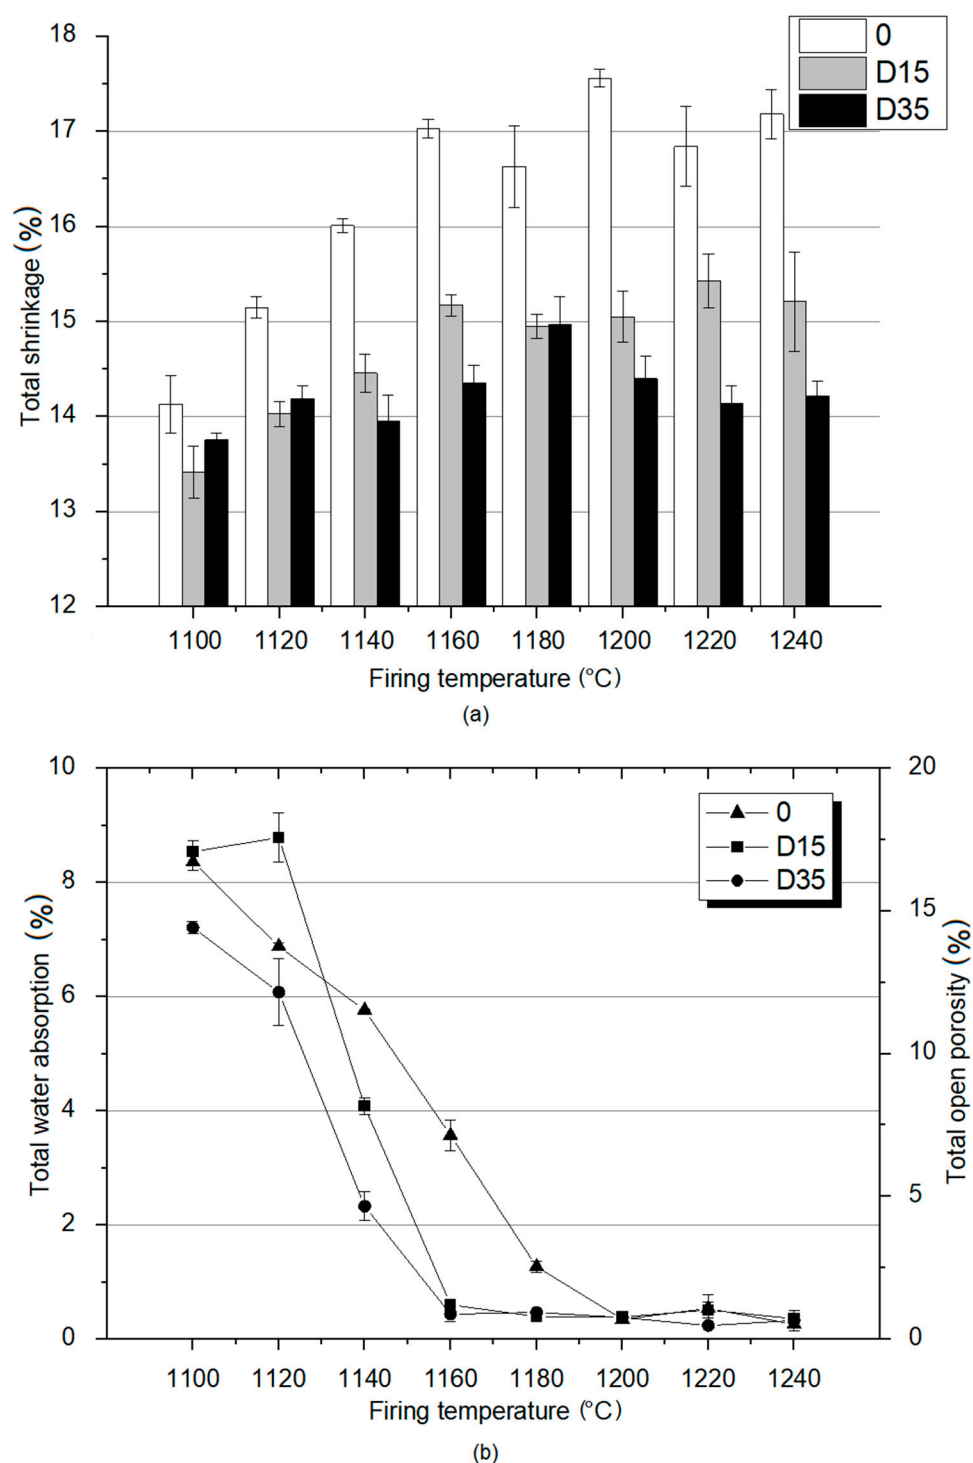 18
17
16
15
14
13
12
Total shrinkage (%)
0
D15
D35
1100 1120 1140 1160 1180 1200 1220 1240
Firing temperature (°C)
(a)
10
8
6
4
2
0
Total water absorption (%)
0
D15
D35
20
15
10
5
0
Total open porosity (%)
1100 1120 1140 1160 1180 1200 1220 1240
Firing temperature (°C)
(b)